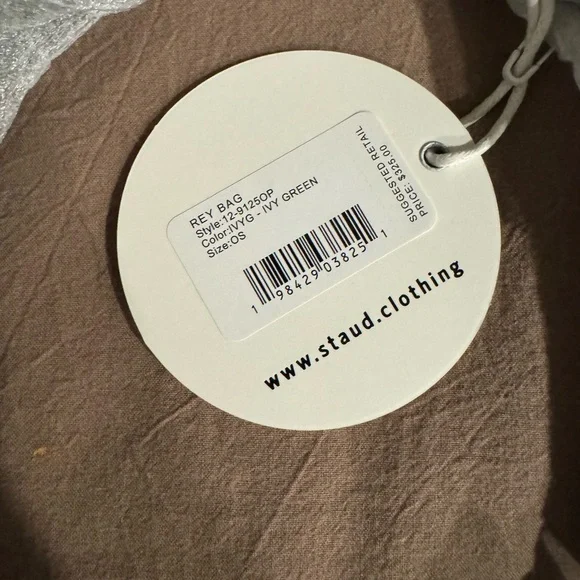 REY BAG
Style:12-9125OP
Color:IVYG - IVY GREEN
Size:OS
SUGGESTED RETAIL
PRICE: $325.00
1 98429 03825 1
www.staud.clothing